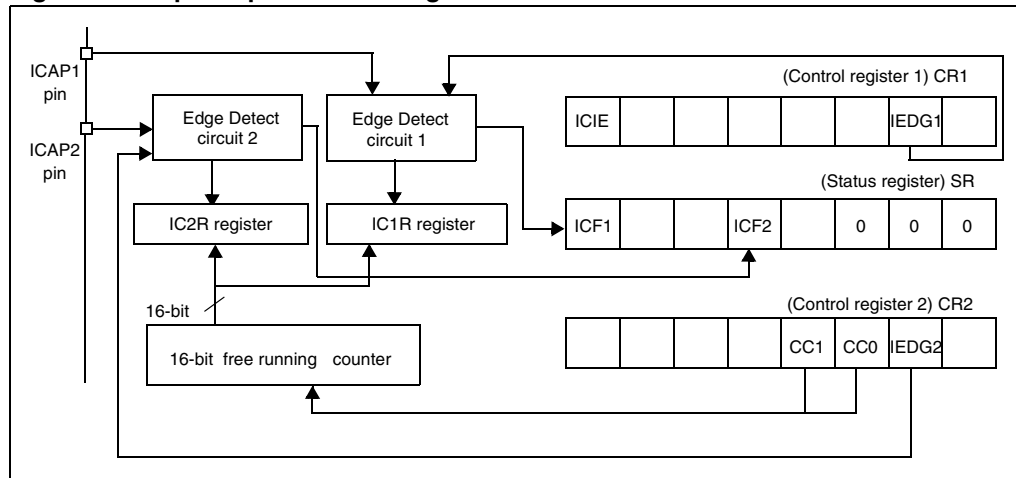 ICAP1
pin
ICAP2
pin
Edge Detect
circuit 2
Edge Detect
circuit 1
IC2R register
IC1R register
16-bit
16-bit free running counter
(Control register 1) CR1
ICIE
IEDG1
(Status register) SR
ICF1
ICF2
0
0
0
(Control register 2) CR2
CC1
CC0
IEDG2